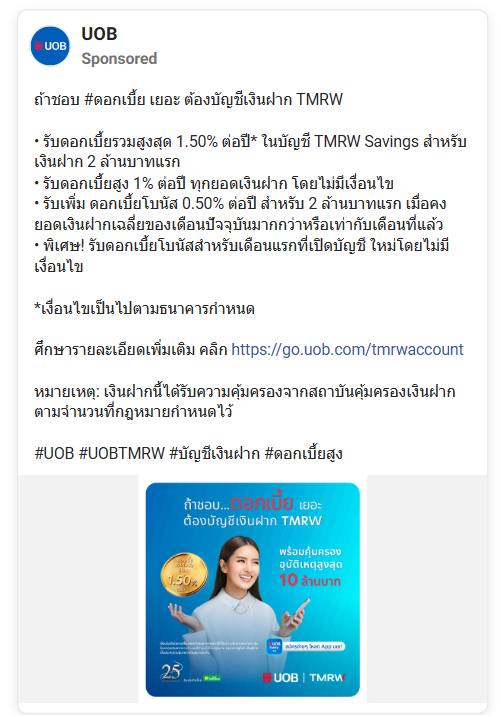 UOB
UOB
Sponsored
ถ้าชอบ #ดอกเบี้ย เยอะ ต้องบัญชีเงินฝาก TMRW
• รับดอกเบี้ยรวมสูงสุด 1.50% ต่อปี* ในบัญชี TMRW Savings สำหรับ
เงินฝาก 2 ล้านบาทแรก
• รับดอกเบี้ยสูง 1% ต่อปี ทุกยอดเงินฝาก โดยไม่มีเงื่อนไข
• รับเพิ่ม ดอกเบี้ยโบนัส 0.50% ต่อปี สำหรับ 2 ล้านบาทแรก เมื่อคง
ยอดเงินฝากเฉลี่ยของเดือนปัจจุบันมากกว่าหรือเท่ากับเดือนที่แล้ว
• พิเศษ! รับดอกเบี้ยโบนัสสำหรับเดือนแรกที่เปิดบัญชี ใหม่โดยไม่มี
เงื่อนไข
*เงื่อนไขเป็นไปตามธนาคารกำหนด
ศึกษารายละเอียดเพิ่มเติม คลิก https://go.uob.com/tmrwaccount
หมายเหตุ: เงินฝากนี้ได้รับความคุ้มครองจากสถาบันคุ้มครองเงินฝาก
ตามจำนวนที่กฎหมายกำหนดไว้
#UOB #UOBTMRW #บัญชีเงินฝาก #ดอกเบี้ยสูง
ถ้าชอบ...ดอกเบี้ย เยอะ
ต้องบัญชีเงินฝาก TMRW
พร้อมคุ้มครอง
อุบัติเหตุสูงสุด
10 ล้านบาท
1.50%
สมัครง่ายๆ โหลด App เลย!
25
UOB | TMRW